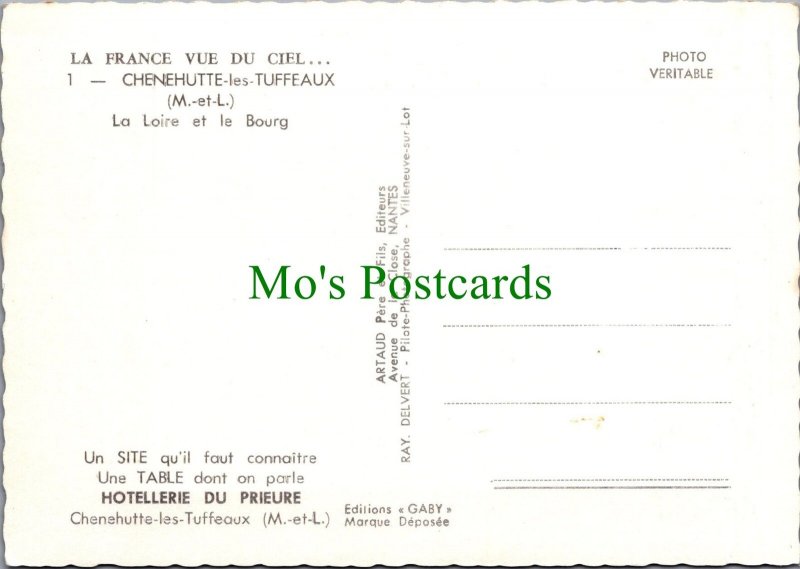 LA FRANCE VUE DU CIEL...
1 — CHENEHUTTE-les-TUFFEAUX
(M.-et-L.)
La Loire et le Bourg
PHOTO
VERITABLE
ARTAUD Père et Fils, Editeurs
Avenue de la Close, NANTES
RAY. DELVERT - Pilote-Photographe - Villeneuve-sur-Lot
Mo's Postcards
Un SITE qu'il faut connaître
Une TABLE dont on parle
HOTELLERIE DU PRIEURE
Chenehutte-les-Tuffeaux (M.-et-L.)
Editions « GABY »
Marque Déposée